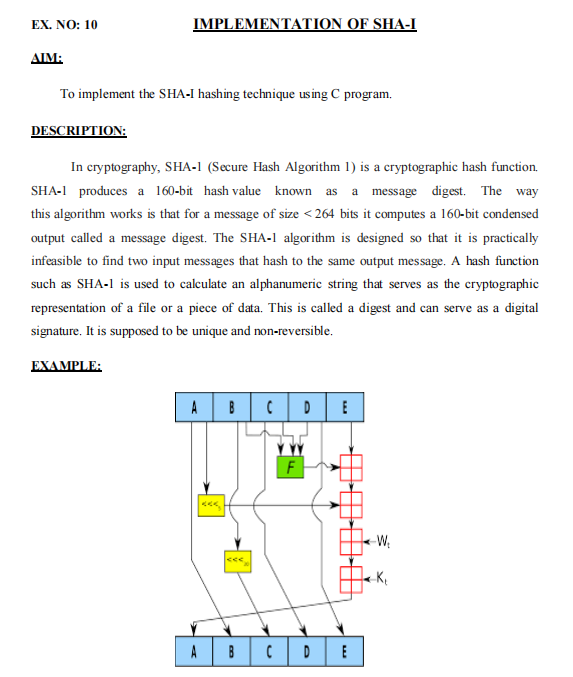 EX. NO: 10 IMPLEMENTATION OF SHA-I
AIM:
To implement the SHA-I hashing technique using C program.
DESCRIPTION:
In cryptography, SHA-1 (Secure Hash Algorithm 1) is a cryptographic hash function.
SHA-1 produces a 160-bit hash value known as a message digest. The way
this algorithm works is that for a message of size < 264 bits it computes a 160-bit condensed
output called a message digest. The SHA-1 algorithm is designed so that it is practically
infeasible to find two input messages that hash to the same output message. A hash function
such as SHA-1 is used to calculate an alphanumeric string that serves as the cryptographic
representation of a file or a piece of data. This is called a digest and can serve as a digital
signature. It is supposed to be unique and non-reversible.
EXAMPLE:
A B C D E
F
<<<5
Wt
<<<30
Kt
A B C D E